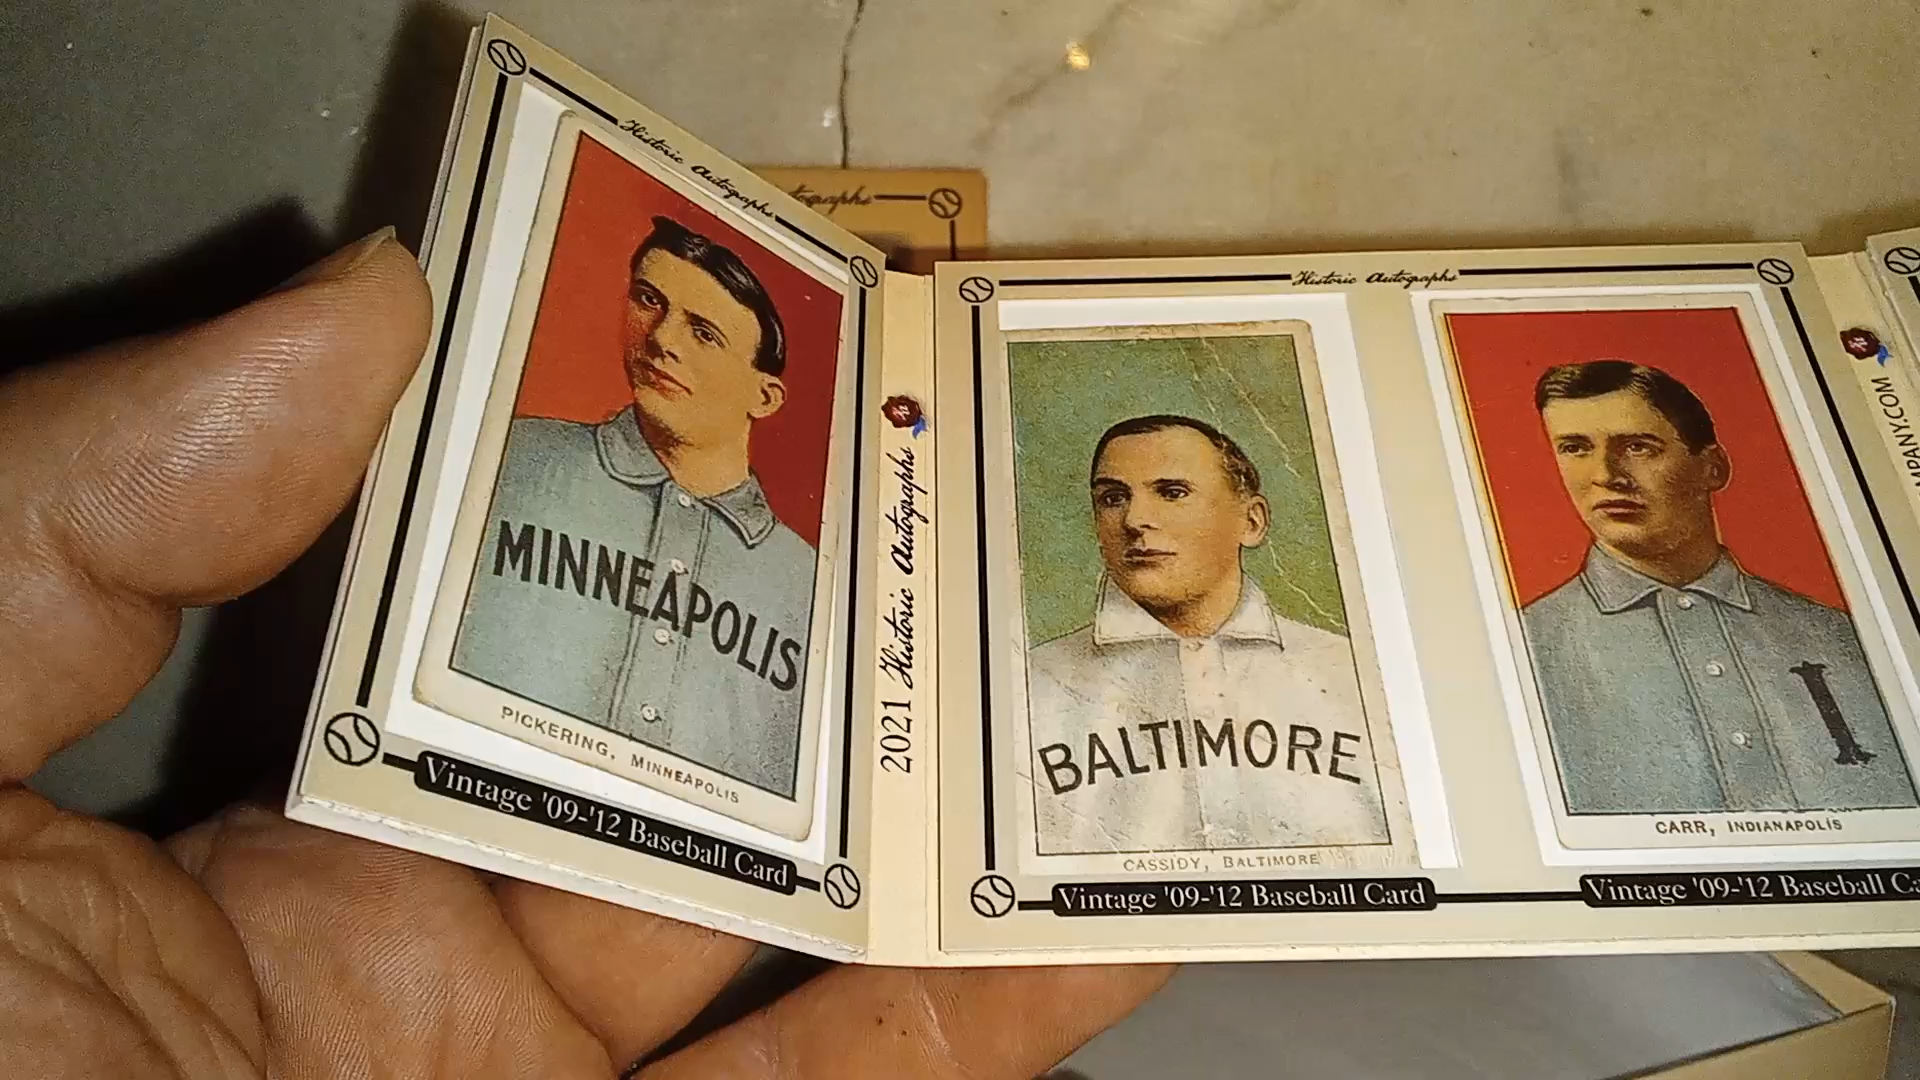 Historic Autographs
MINNEAPOLIS
PICKERING, MINNEAPOLIS
Vintage '09-'12 Baseball Card
tographs
2021 Historic Autographs
Historic Autographs
BALTIMORE
CASSIDY, BALTIMORE
Vintage '09-'12 Baseball Card
I
CARR, INDIANAPOLIS
Vintage '09-'12 Baseball Ca
MPANY.COM